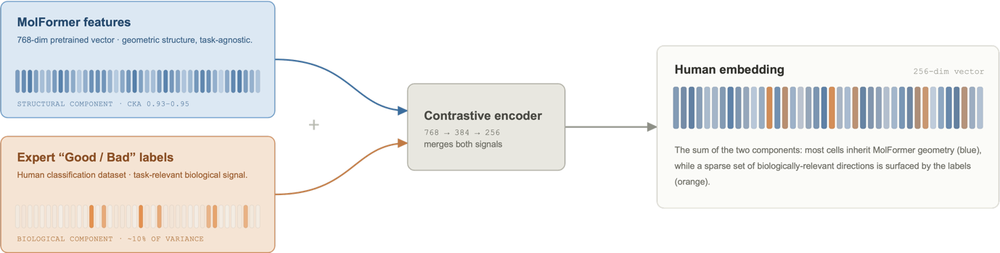 MolFormer features
768-dim pretrained vector · geometric structure, task-agnostic.
STRUCTURAL COMPONENT · CKA 0.93–0.95
+
Expert “Good / Bad” labels
Human classification dataset · task-relevant biological signal.
BIOLOGICAL COMPONENT · ~10% OF VARIANCE
Contrastive encoder
768 → 384 → 256
merges both signals
Human embedding
256-dim vector
The sum of the two components: most cells inherit MolFormer geometry (blue),
while a sparse set of biologically-relevant directions is surfaced by the labels
(orange).